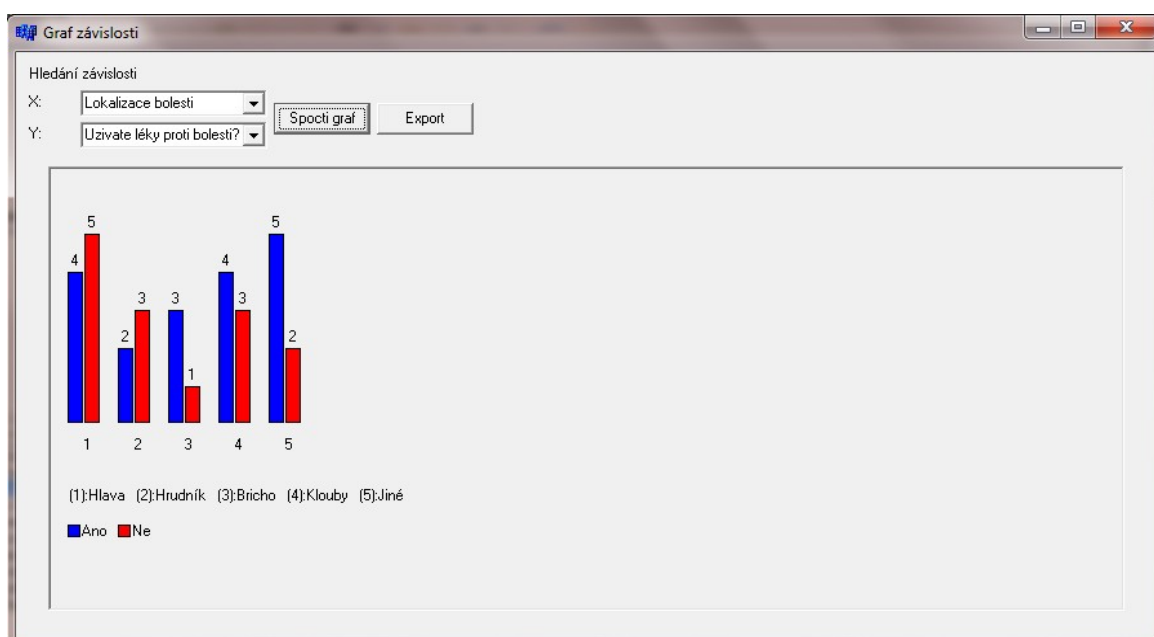 Graf závislosti
Hledání závislosti
X: Lokalizace bolesti
Spocti graf Export
Y: Uzivate léky proti bolesti?
5 5
4 4
3 3 3
2 2
1
1 2 3 4 5
(1):Hlava (2):Hrudník (3):Bricho (4):Klouby (5):Jiné
Ano Ne